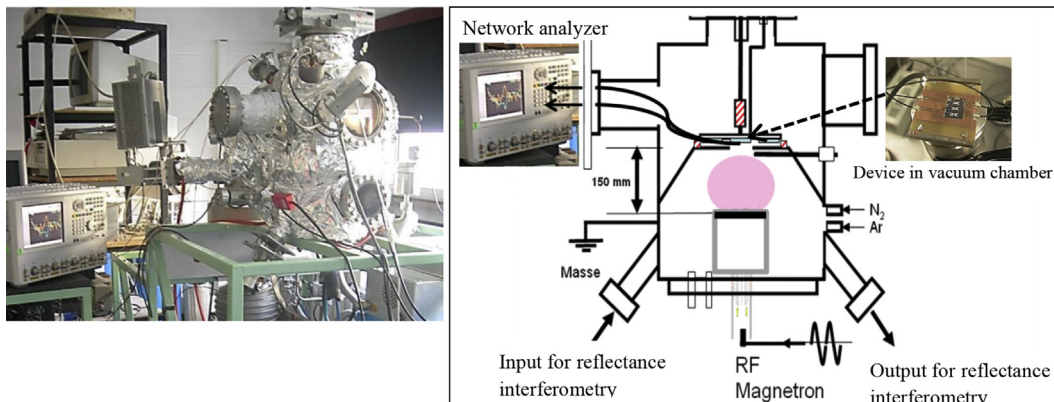 Network analyzer
Device in vacuum chamber
150 mm
N₂
Ar
Masse
Input for reflectance
interferometry
RF
Magnetron
Output for reflectance
interferometry